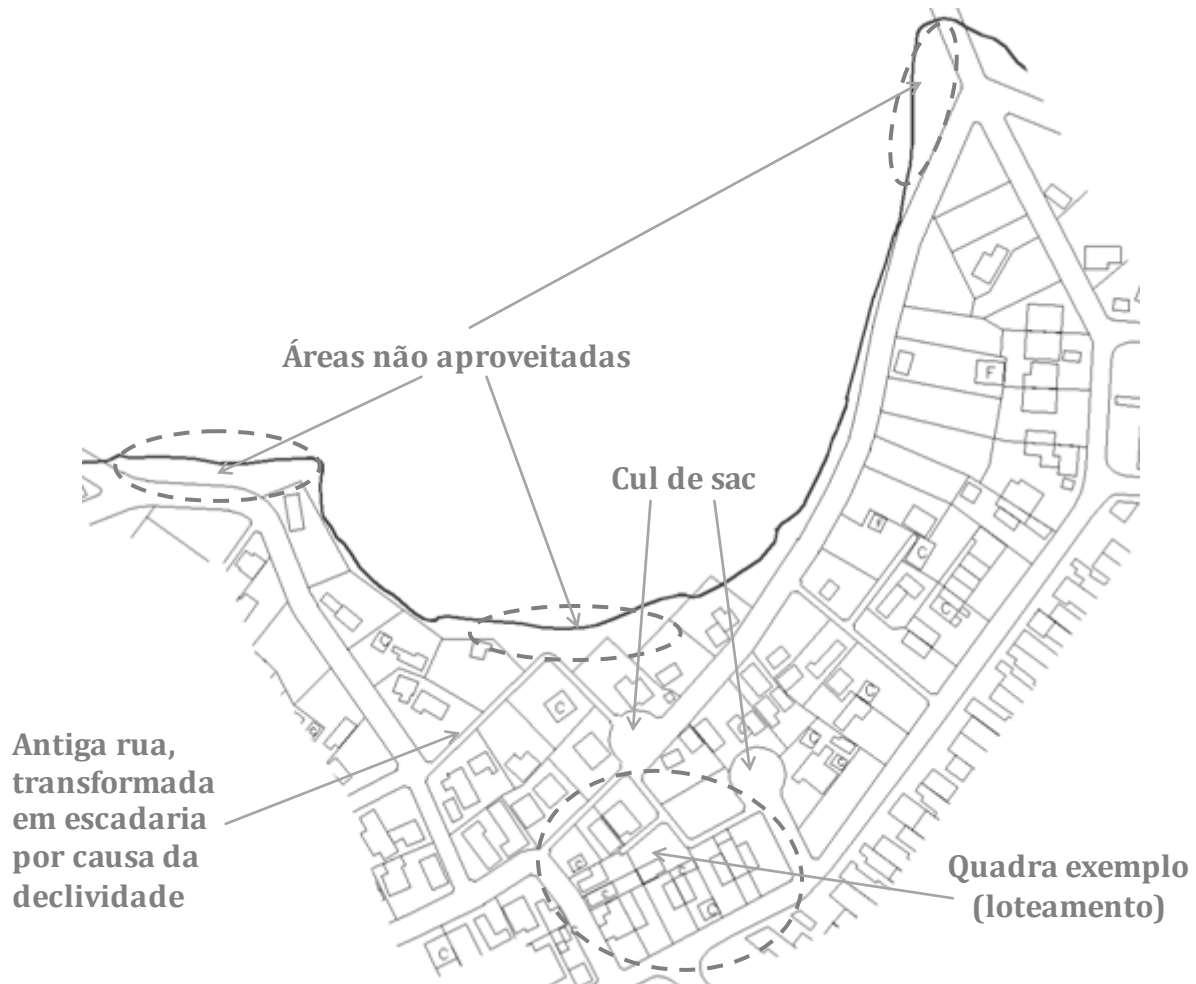 Áreas não aproveitadas
Cul de sac
Antiga rua,
transformada
em escadaria
por causa da
declividade
Quadra exemplo
(loteamento)
F
C
C
C
C
C
C
C
C